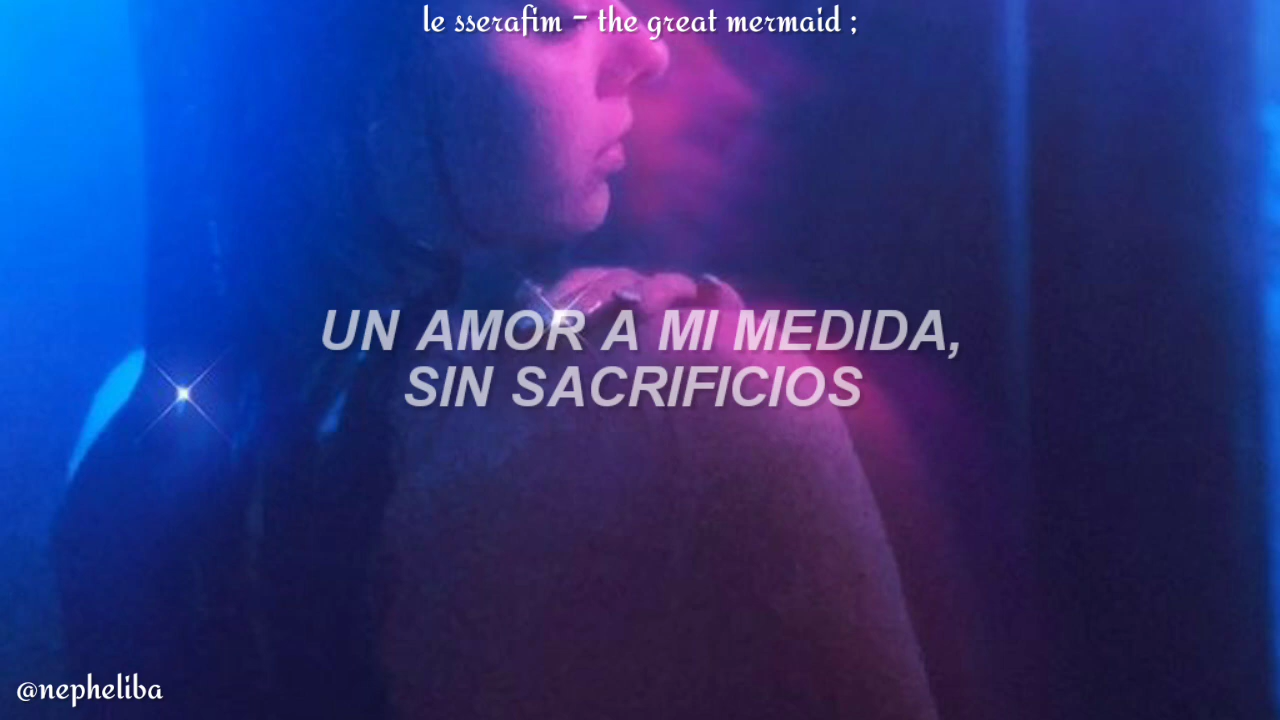 le sserafim - the great mermaid ;
UN AMOR A MI MEDIDA,
SIN SACRIFICIOS
@nepheliba